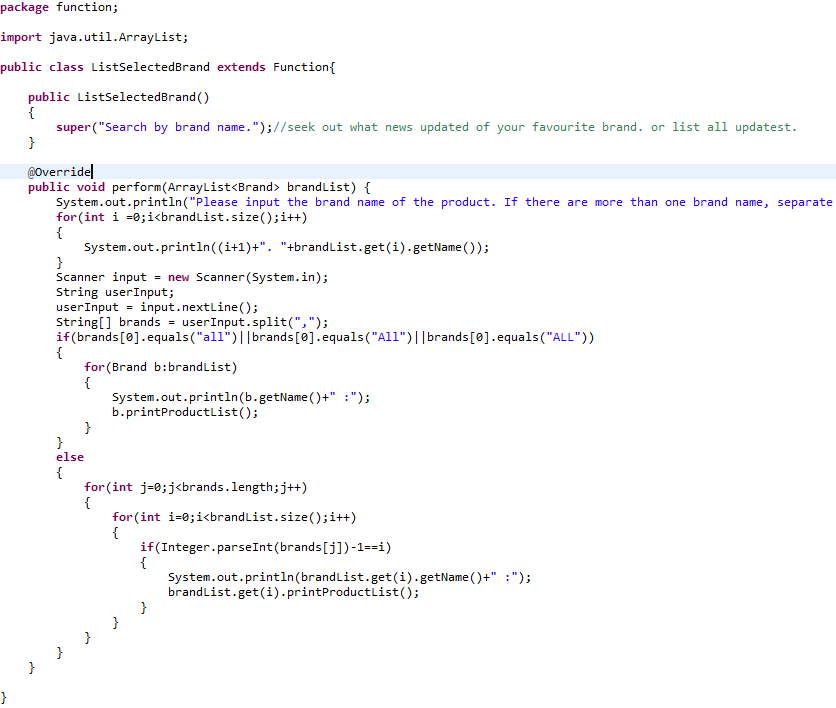 package function;
import java.util.ArrayList;
public class ListSelectedBrand extends Function{
public ListSelectedBrand()
{
super("Search by brand name.");//seek out what news updated of your favourite brand. or list all updatest.
}
@Override
public void perform(ArrayList<Brand> brandList) {
System.out.println("Please input the brand name of the product. If there are more than one brand name, separate
for(int i =0;i<brandList.size();i++)
{
System.out.println((i+1)+". "+brandList.get(i).getName());
}
Scanner input = new Scanner(System.in);
String userInput;
userInput = input.nextLine();
String[] brands = userInput.split(",");
if(brands[0].equals("all")||brands[0].equals("All")||brands[0].equals("ALL"))
{
for(Brand b:brandList)
{
System.out.println(b.getName()+" :");
b.printProductList();
}
}
else
{
for(int j=0;j<brands.length;j++)
{
for(int i=0;i<brandList.size();i++)
{
if(Integer.parseInt(brands[j])-1==i)
{
System.out.println(brandList.get(i).getName()+" :");
brandList.get(i).printProductList();
}
}
}
}
}
}